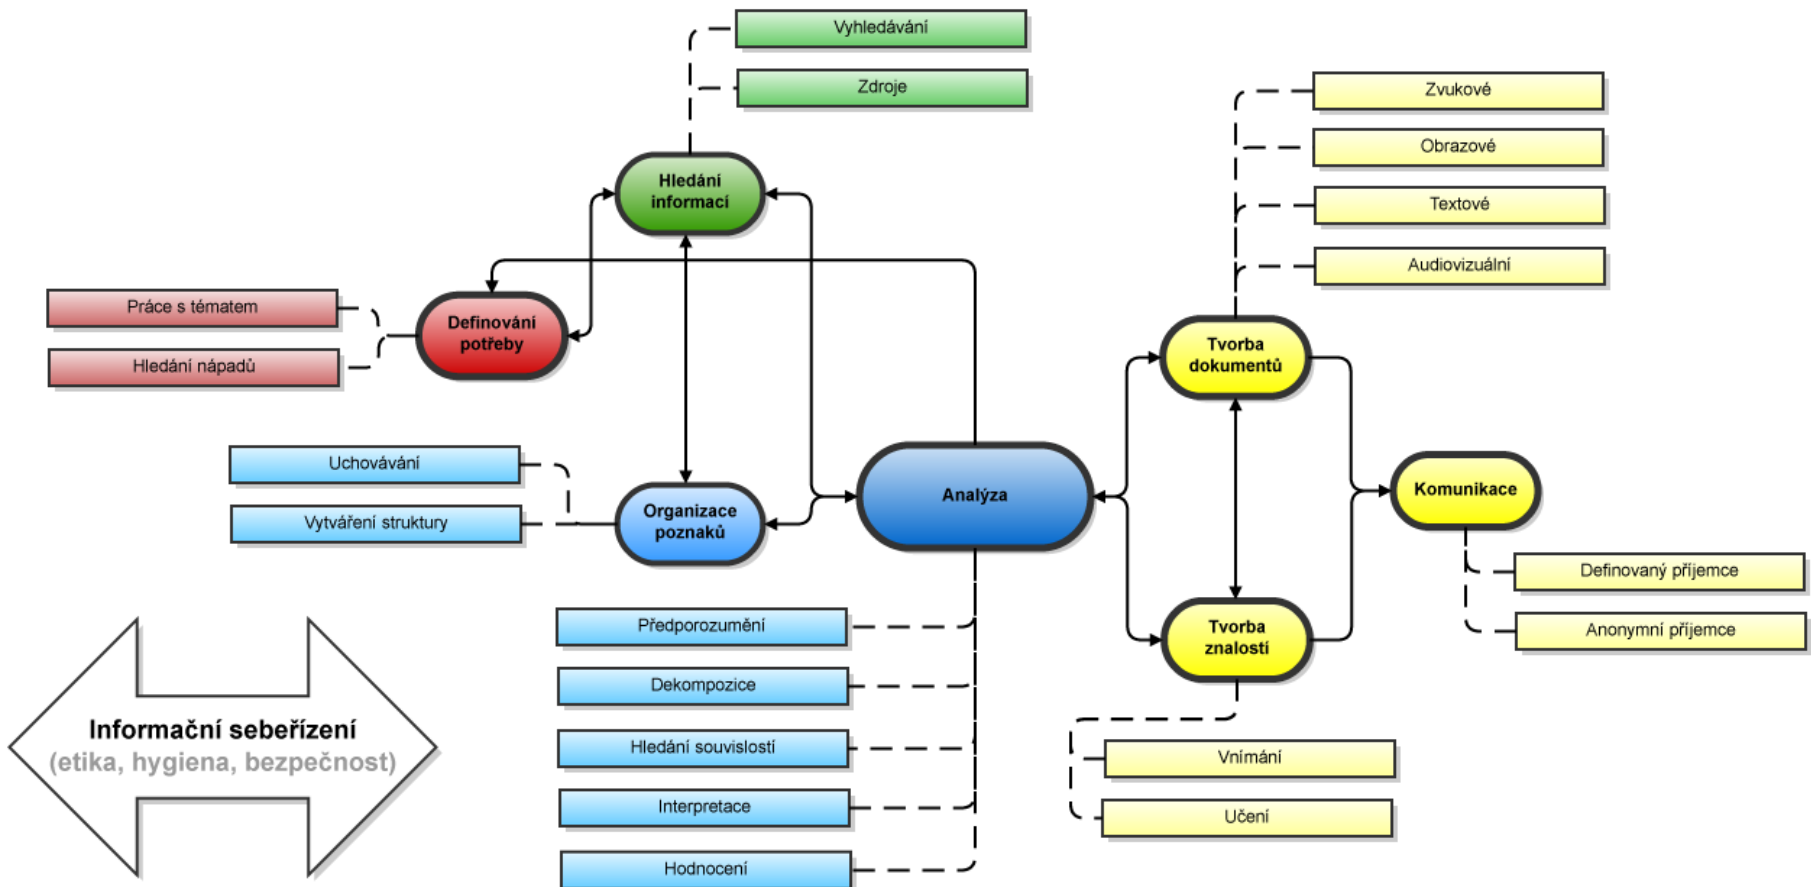 Vyhledávání
Zdroje
Hledání
informací
Zvukové
Obrazové
Textové
Audiovizuální
Práce s tématem
Hledání nápadů
Definování
potřeby
Tvorba
dokumentů
Uchovávání
Vytváření struktury
Organizace
poznaků
Analýza
Komunikace
Definovaný příjemce
Anonymní příjemce
Předporozumění
Dekompozice
Hledání souvislostí
Interpretace
Hodnocení
Tvorba
znalostí
Vnímání
Učení
Informační sebeřízení
(etika, hygiena, bezpečnost)